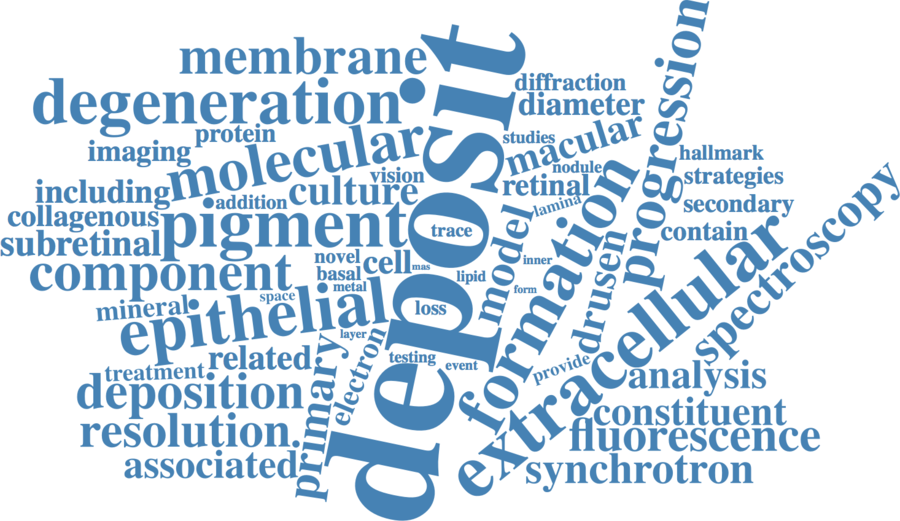 membrane
degeneration
protein
imaging
molecular
including
addition
culture
vision
collagenous
subretinal
pigment
component
novel
basal
cell
mas
metal
space
mineral
epithelial
layer
related
treatment
deposition
resolution
associated
primary
electron
deposit
trace
loss
testing
event
lipid
model
inner
form
formation
lamina
retinal
nodule
macular
studies
diameter
diffraction
progression
hallmark
strategies
secondary
contain
drusen
extracellular
spectroscopy
provide
analysis
constituent
fluorescence
synchrotron